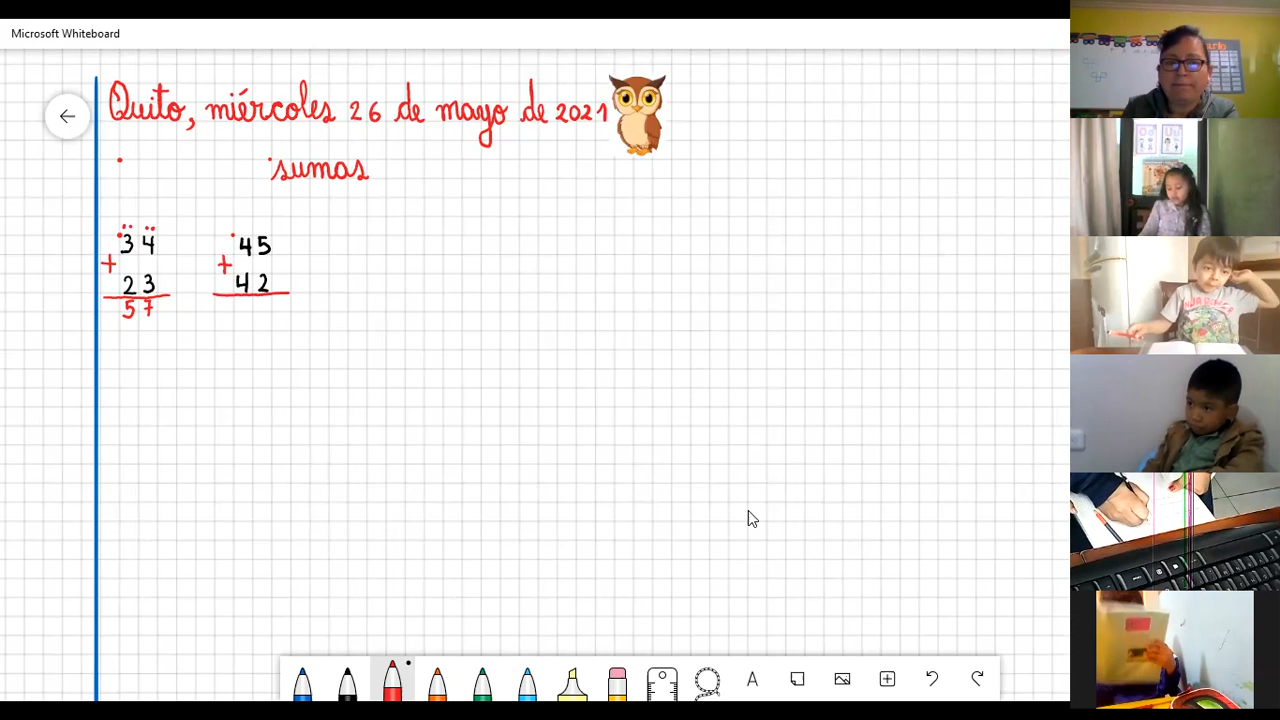 Microsoft Whiteboard
Quito, miércoles 26 de mayo de 2021
sumas
34 45
+ +
23 42
57